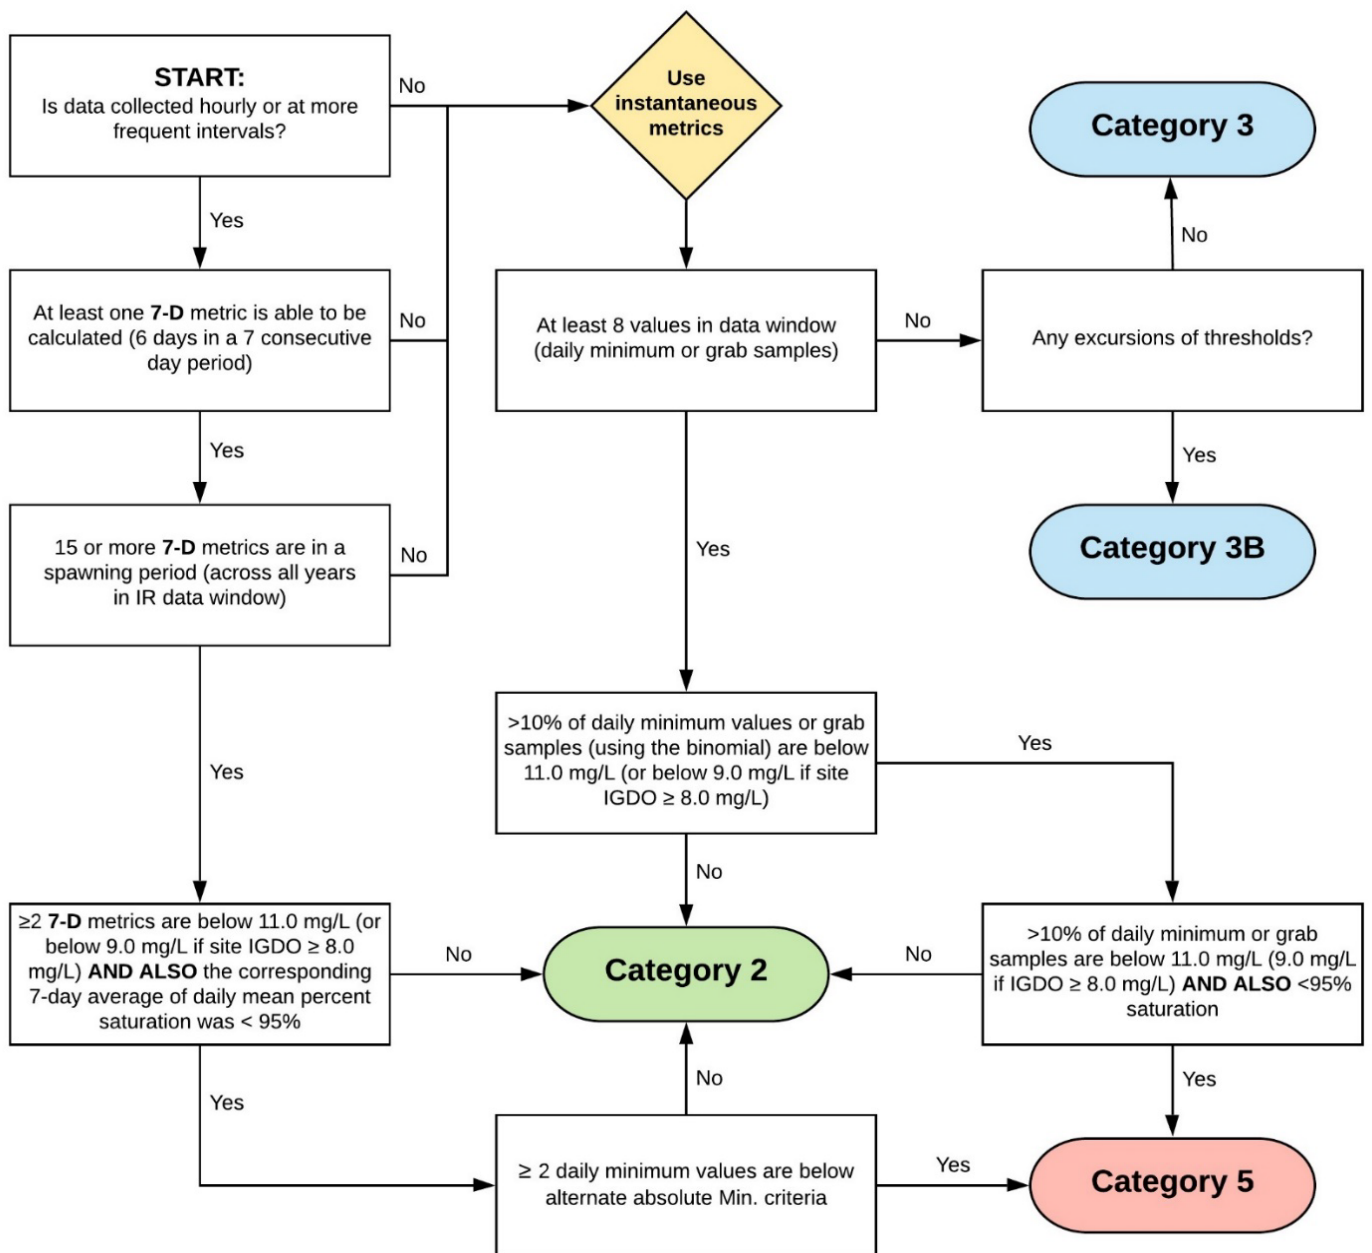 START:
Is data collected hourly or at more
frequent intervals?
No
Use
instantaneous
metrics
Category 3
Yes
No
At least one 7-D metric is able to be
calculated (6 days in a 7 consecutive
day period)
No
At least 8 values in data window
(daily minimum or grab samples)
No
Any excursions of thresholds?
Yes
Yes
15 or more 7-D metrics are in a
spawning period (across all years
in IR data window)
No
Yes
Category 3B
Yes
>10% of daily minimum values or grab
samples (using the binomial) are below
11.0 mg/L (or below 9.0 mg/L if site
IGDO ≥ 8.0 mg/L)
Yes
No
≥2 7-D metrics are below 11.0 mg/L (or
below 9.0 mg/L if site IGDO ≥ 8.0
mg/L) AND ALSO the corresponding
7-day average of daily mean percent
saturation was < 95%
No
Category 2
No
>10% of daily minimum or grab
samples are below 11.0 mg/L (9.0 mg/L
if IGDO ≥ 8.0 mg/L) AND ALSO <95%
saturation
Yes
No
Yes
≥ 2 daily minimum values are below
alternate absolute Min. criteria
Yes
Category 5